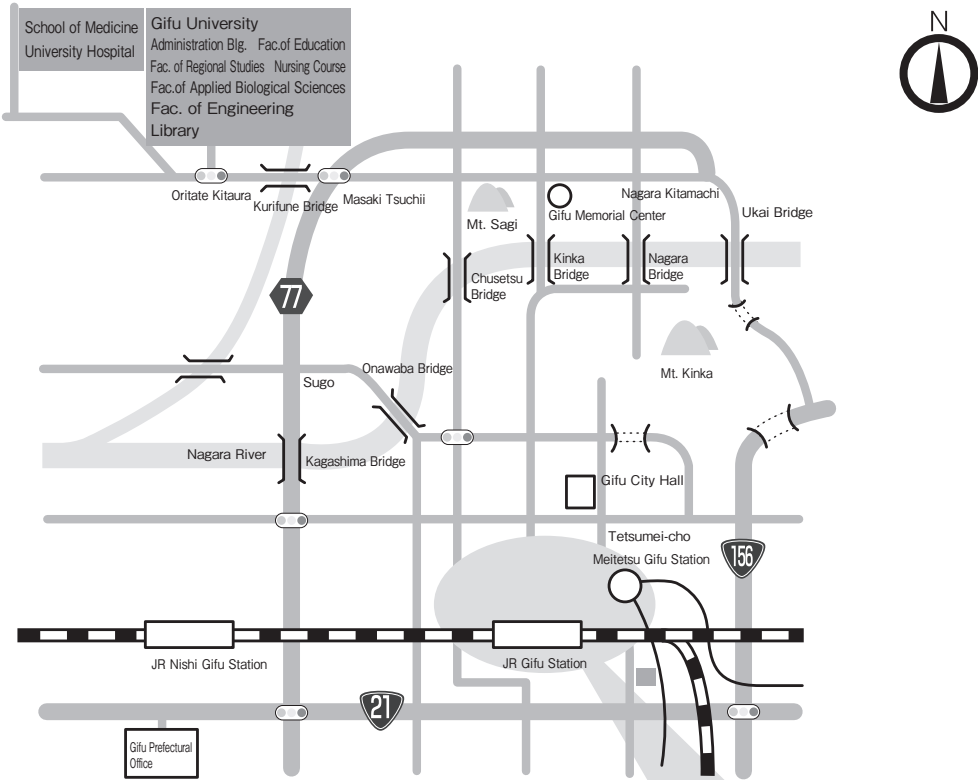 School of Medicine
University Hospital
Gifu University
Administration Blg. Fac.of Education
Fac. of Regional Studies Nursing Course
Fac.of Applied Biological Sciences
Fac. of Engineering
Library
N
Oritate Kitaura
Kurifune Bridge
Masaki Tsuchii
Mt. Sagi
Gifu Memorial Center
Nagara Kitamachi
Ukai Bridge
Chusetsu
Bridge
Kinka
Bridge
Nagara
Bridge
77
Mt. Kinka
Onawaba Bridge
Sugo
Nagara River
Kagashima Bridge
Gifu City Hall
Tetsumei-cho
Meitetsu Gifu Station
156
JR Nishi Gifu Station
JR Gifu Station
21
Gifu Prefectural
Office